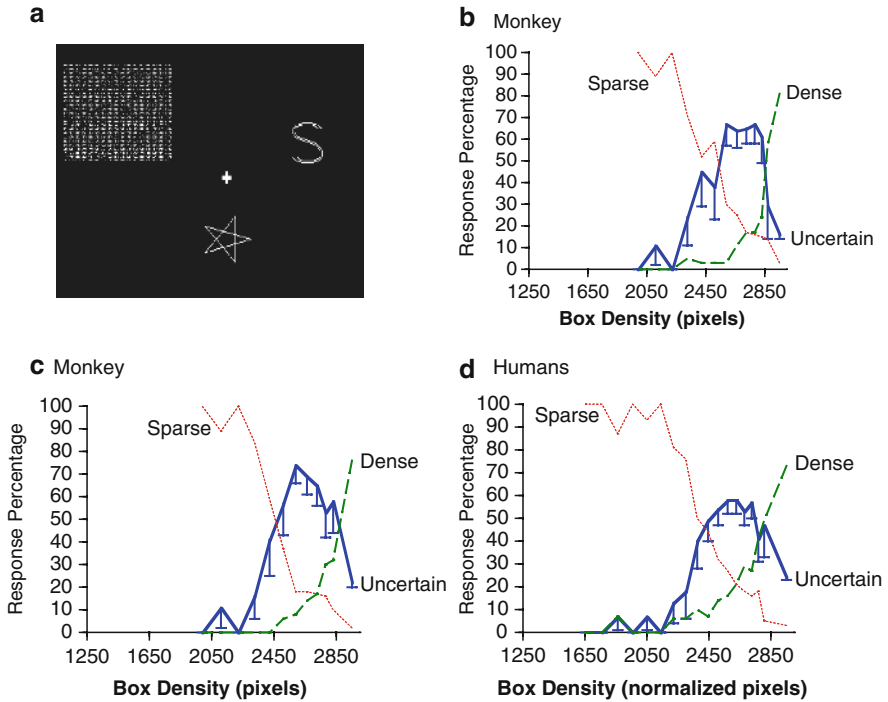 a
S
b Monkey
Response Percentage
100
90
80
70
60
50
40
30
20
10
0
Sparse
Dense
Uncertain
1250 1650 2050 2450 2850
Box Density (pixels)
c Monkey
Response Percentage
100
90
80
70
60
50
40
30
20
10
0
Sparse
Dense
Uncertain
1250 1650 2050 2450 2850
Box Density (pixels)
d Humans
Response Percentage
100
90
80
70
60
50
40
30
20
10
0
Sparse
Dense
Uncertain
1250 1650 2050 2450 2850
Box Density (normalized pixels)